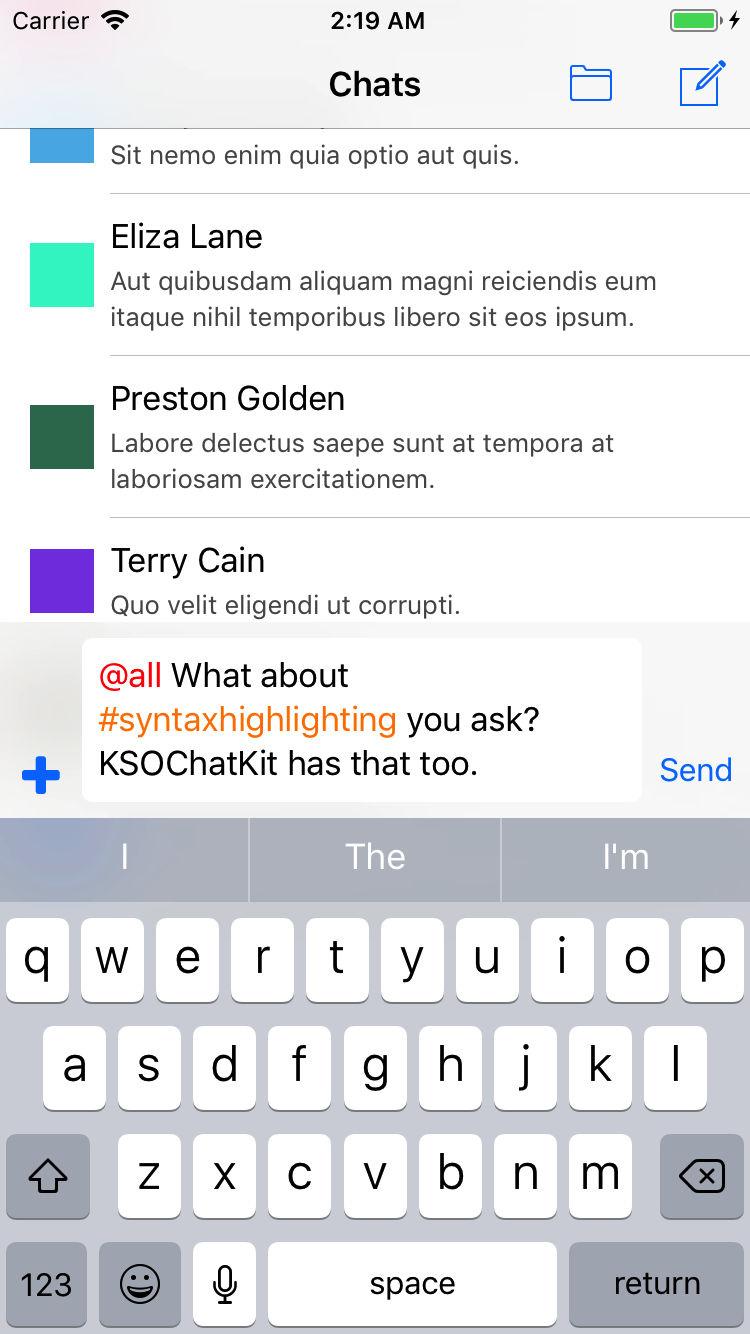 Carrier 2:19 AM
Chats
Sit nemo enim quia optio aut quis.
Eliza Lane
Aut quibusdam aliquam magni reiciendis eum
itaque nihil temporibus libero sit eos ipsum.
Preston Golden
Labore delectus saepe sunt at tempora at
laboriosam exercitationem.
Terry Cain
Quo velit eligendi ut corrupti.
@all What about
#syntaxhighlighting you ask?
KSOChatKit has that too.
Send
I The I'm
q w e r t y u i o p
a s d f g h j k l
z x c v b n m
123 space return